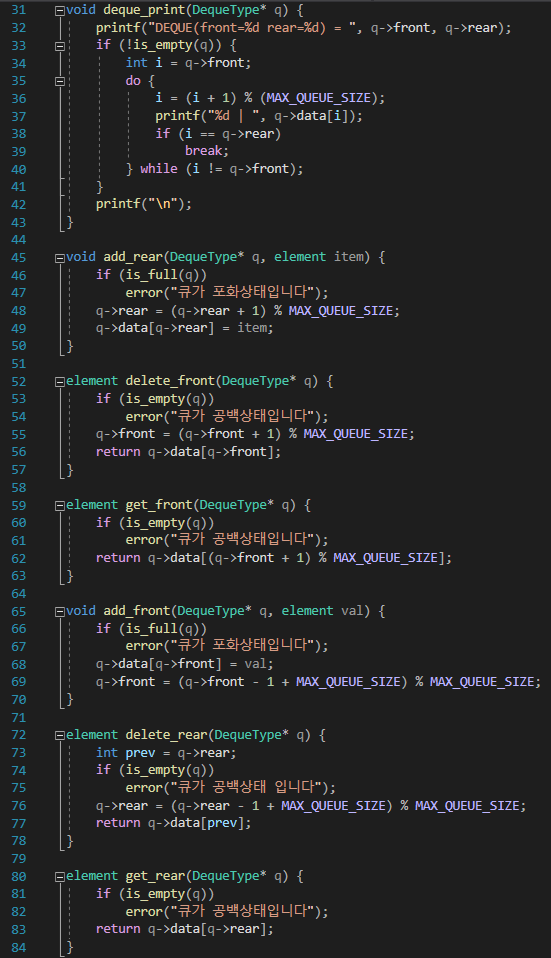 31 void deque_print(DequeType* q) {
32     printf("DEQUE(front=%d rear=%d) = ", q->front, q->rear);
33     if (!is_empty(q)) {
34         int i = q->front;
35         do {
36             i = (i + 1) % (MAX_QUEUE_SIZE);
37             printf("%d | ", q->data[i]);
38             if (i == q->rear)
39                 break;
40         } while (i != q->front);
41     }
42     printf("\n");
43 }
44
45 void add_rear(DequeType* q, element item) {
46     if (is_full(q))
47         error("큐가 포화상태입니다");
48     q->rear = (q->rear + 1) % MAX_QUEUE_SIZE;
49     q->data[q->rear] = item;
50 }
51
52 element delete_front(DequeType* q) {
53     if (is_empty(q))
54         error("큐가 공백상태입니다");
55     q->front = (q->front + 1) % MAX_QUEUE_SIZE;
56     return q->data[q->front];
57 }
58
59 element get_front(DequeType* q) {
60     if (is_empty(q))
61         error("큐가 공백상태입니다");
62     return q->data[(q->front + 1) % MAX_QUEUE_SIZE];
63 }
64
65 void add_front(DequeType* q, element val) {
66     if (is_full(q))
67         error("큐가 포화상태입니다");
68     q->data[q->front] = val;
69     q->front = (q->front - 1 + MAX_QUEUE_SIZE) % MAX_QUEUE_SIZE;
70 }
71
72 element delete_rear(DequeType* q) {
73     int prev = q->rear;
74     if (is_empty(q))
75         error("큐가 공백상태 입니다");
76     q->rear = (q->rear - 1 + MAX_QUEUE_SIZE) % MAX_QUEUE_SIZE;
77     return q->data[prev];
78 }
79
80 element get_rear(DequeType* q) {
81     if (is_empty(q))
82         error("큐가 공백상태입니다");
83     return q->data[q->rear];
84 }